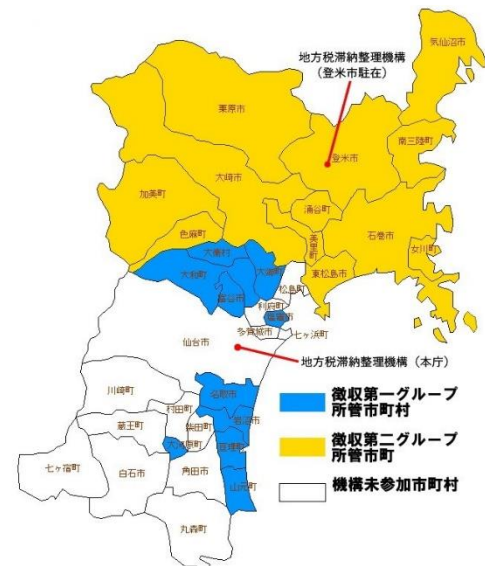 気仙沼市
地方税滞納整理機構
(登米市駐在)
栗原市
南三陸町
登米市
大崎市
加美町
涌谷町
石巻市
色麻町
美里町
女川町
大衡村
東松島市
大和町
大郷町
松島町
富谷市
利府町
塩竈市
多賀城市
七ヶ浜町
仙台市
地方税滞納整理機構(本庁)
川崎町
名取市
徴収第一グループ
所管市町村
村田町
岩沼市
柴田町
蔵王町
大河原町
亘理町
徴収第二グループ
所管市町
七ヶ宿町
白石市
角田市
山元町
機構未参加市町村
丸森町